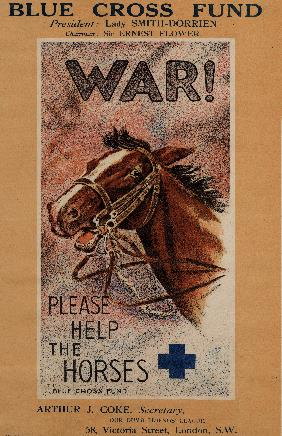 BLUE CROSS FUND
President: Lady SMITH-DORRIEN
Chairman: Sir ERNEST FLOWER
WAR!
PLEASE
HELP
THE
HORSES
BLUE CROSS FUND
ARTHUR J. COKE, Secretary,
OUR DUMB FRIENDS LEAGUE,
58, Victoria Street, London, S.W.